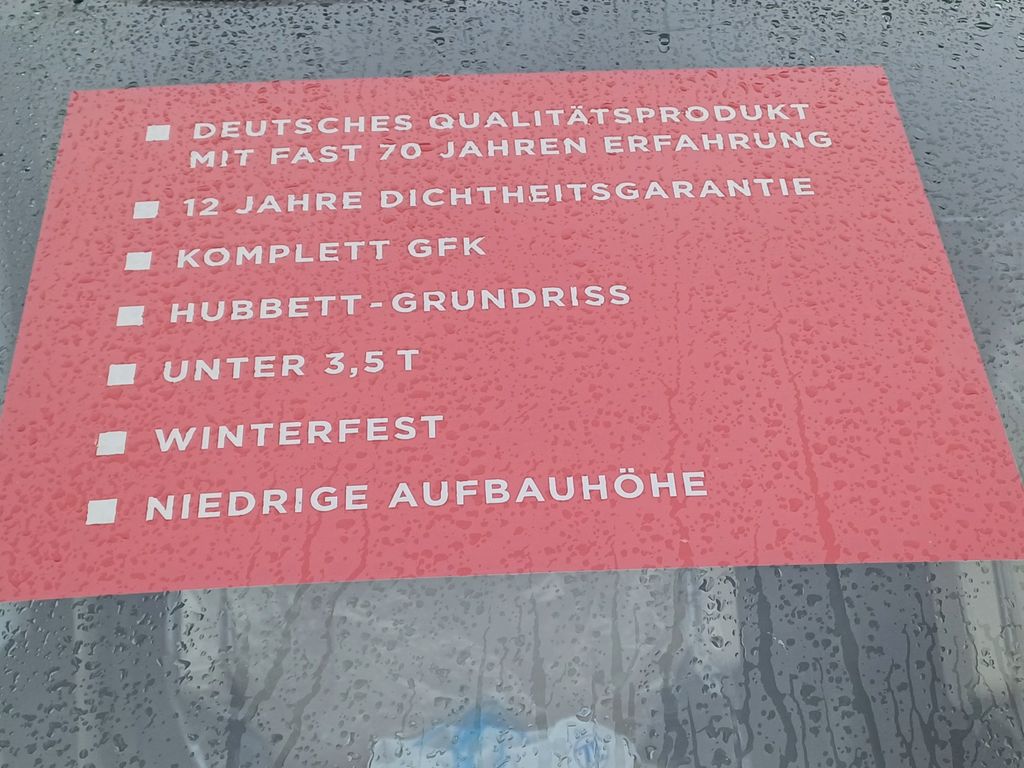 DEUTSCHES QUALITÄTSPRODUKT
MIT FAST 70 JAHREN ERFAHRUNG
12 JAHRE DICHTHEITSGARANTIE
KOMPLETT GFK
HUBBETT-GRUNDRISS
UNTER 3,5 T
WINTERFEST
NIEDRIGE AUFBAUHÖHE